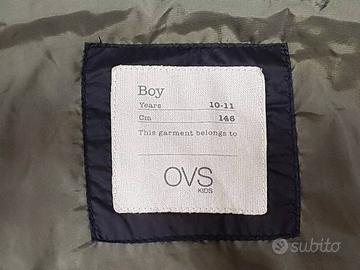 Boy
Years 10-11
Cm 146
This garment belongs to
OVS
KIDS
subito